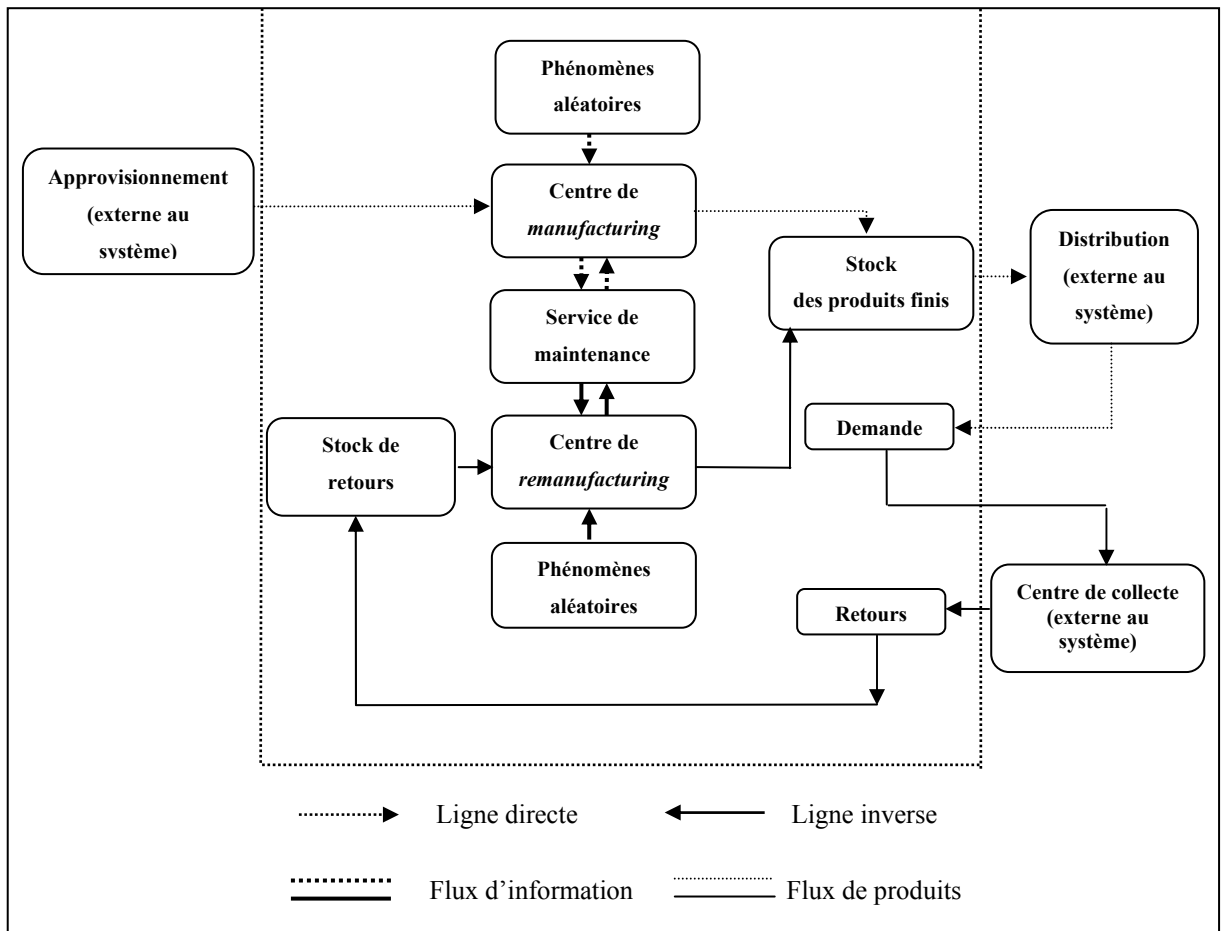 Phénomènes
aléatoires
Approvisionnement
(externe au
système)
Centre de
manufacturing
Stock
des produits finis
Distribution
(externe au
système)
Service de
maintenance
Demande
Stock de
retours
Centre de
remanufacturing
Phénomènes
aléatoires
Retours
Centre de collecte
(externe au
système)
Ligne directe
Ligne inverse
Flux d’information
Flux de produits